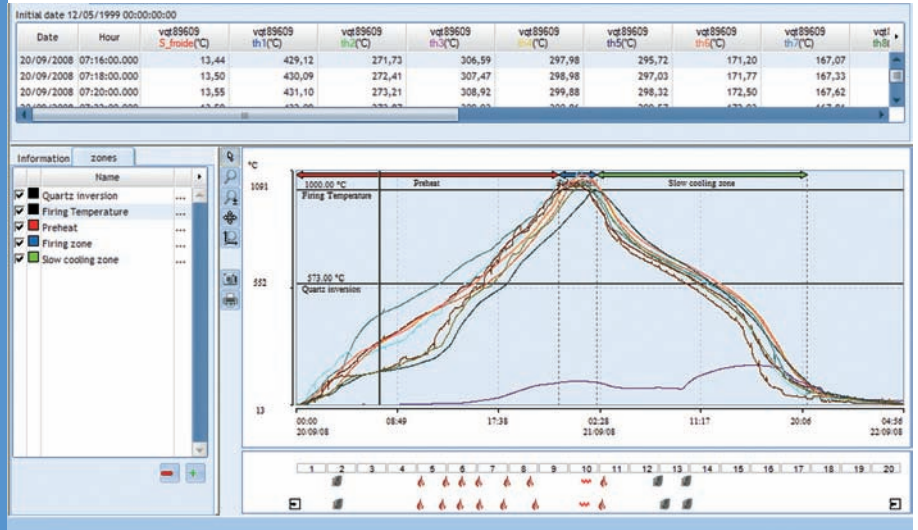 Initial date 12/05/1999 00:00:00:00
Date Hour vqt89609 S_froide(°C) vqt89609 th1(°C) vqt89609 th2(°C) vqt89609 th3(°C) vqt89609 th4(°C) vqt89609 th5(°C) vqt89609 th6(°C) vqt89609 th7(°C)
20/09/2008 07:16:00.000 13,44 429,12 271,73 306,59 297,98 295,72 171,20 167,07
20/09/2008 07:18:00.000 13,50 430,09 272,41 307,47 298,98 297,03 171,77 167,33
20/09/2008 07:20:00.000 13,55 431,10 273,21 308,92 299,88 298,32 172,50 167,62
Information zones
Name
Quartz inversion ...
Firing Temperature ...
Preheat ...
Firing zone ...
Slow cooling zone ...
°C
1091
1000.00 °C
Firing Temperature
Preheat
Slow cooling zone
573.00 °C
552
Quartz inversion
13
00:00 08:49 17:38 02:28 11:17 20:06 04:56
20/09/08 21/09/08 22/09/08
1 2 3 4 5 6 7 8 9 10 11 12 13 14 15 16 17 18 19 20